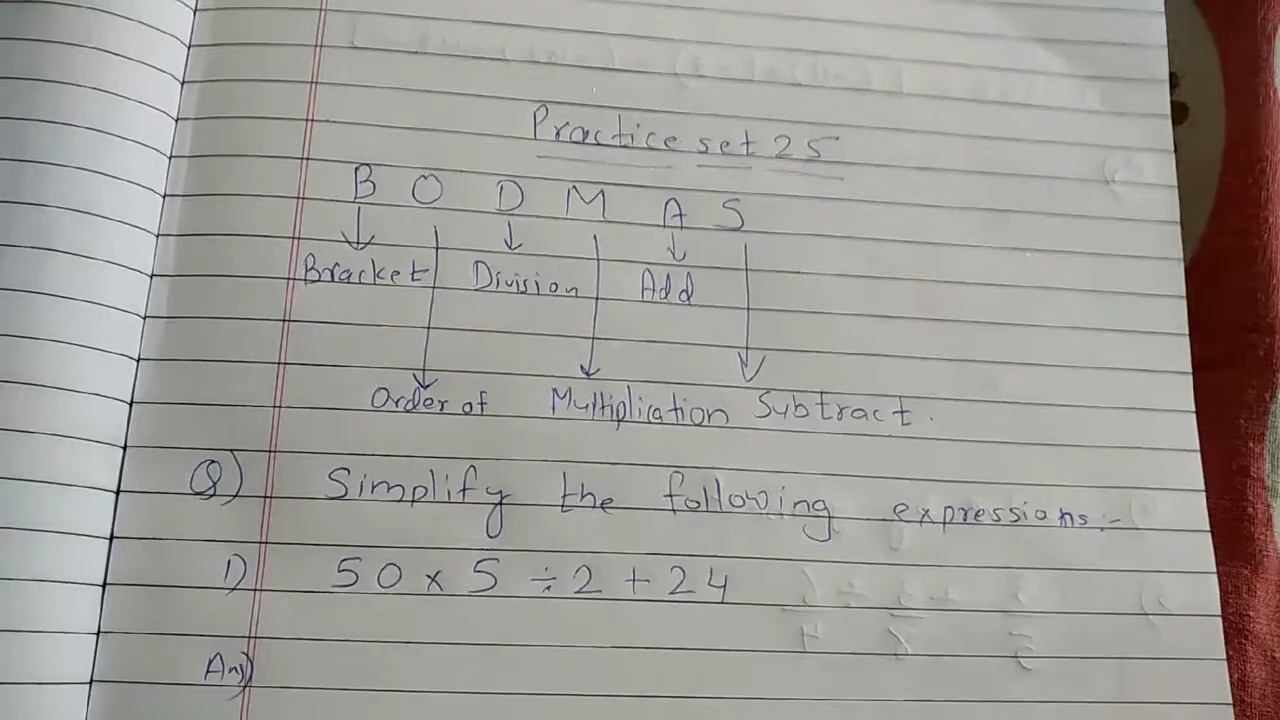 Practice set 25
B O D M A S
Bracket Division Add
Order of Multiplication Subtract.
Q) Simplify the following expressions:-
1) 50 × 5 ÷ 2 + 24
Ans)